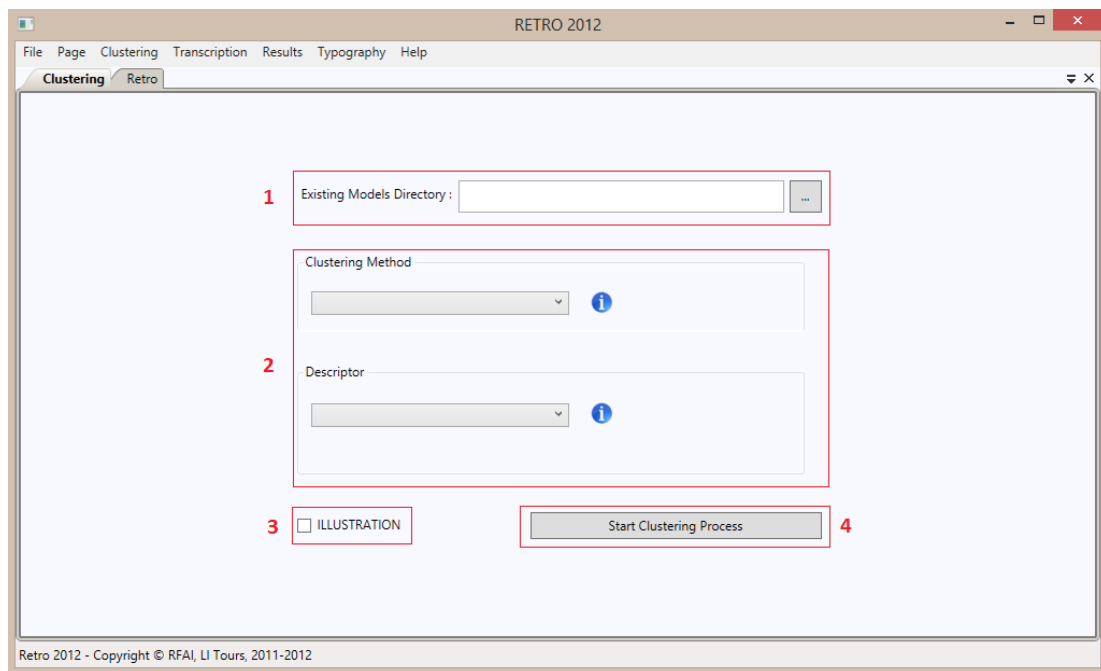 RETRO 2012
File Page Clustering Transcription Results Typography Help
Clustering Retro
1 Existing Models Directory : ...
Clustering Method
2
Descriptor
3 ILLUSTRATION Start Clustering Process 4
Retro 2012 - Copyright © RFAI, LI Tours, 2011-2012